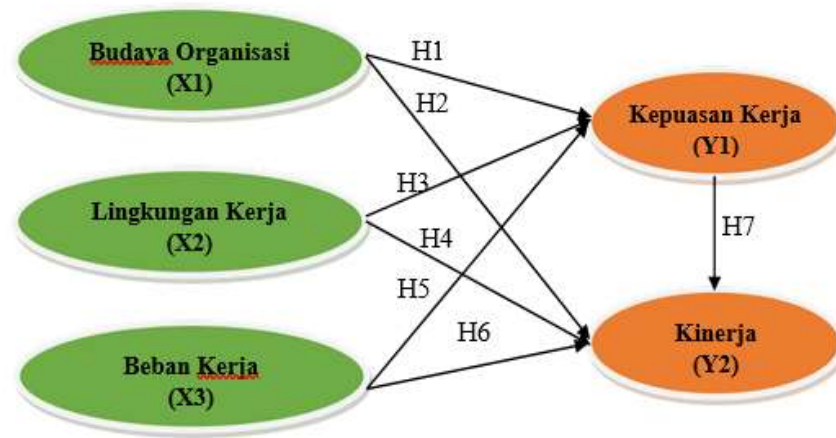 Budaya Organisasi
(X1)
H1
H2
Kepuasan Kerja
(Y1)
Lingkungan Kerja
(X2)
H3
H4
H7
H5
Beban Kerja
(X3)
H6
Kinerja
(Y2)